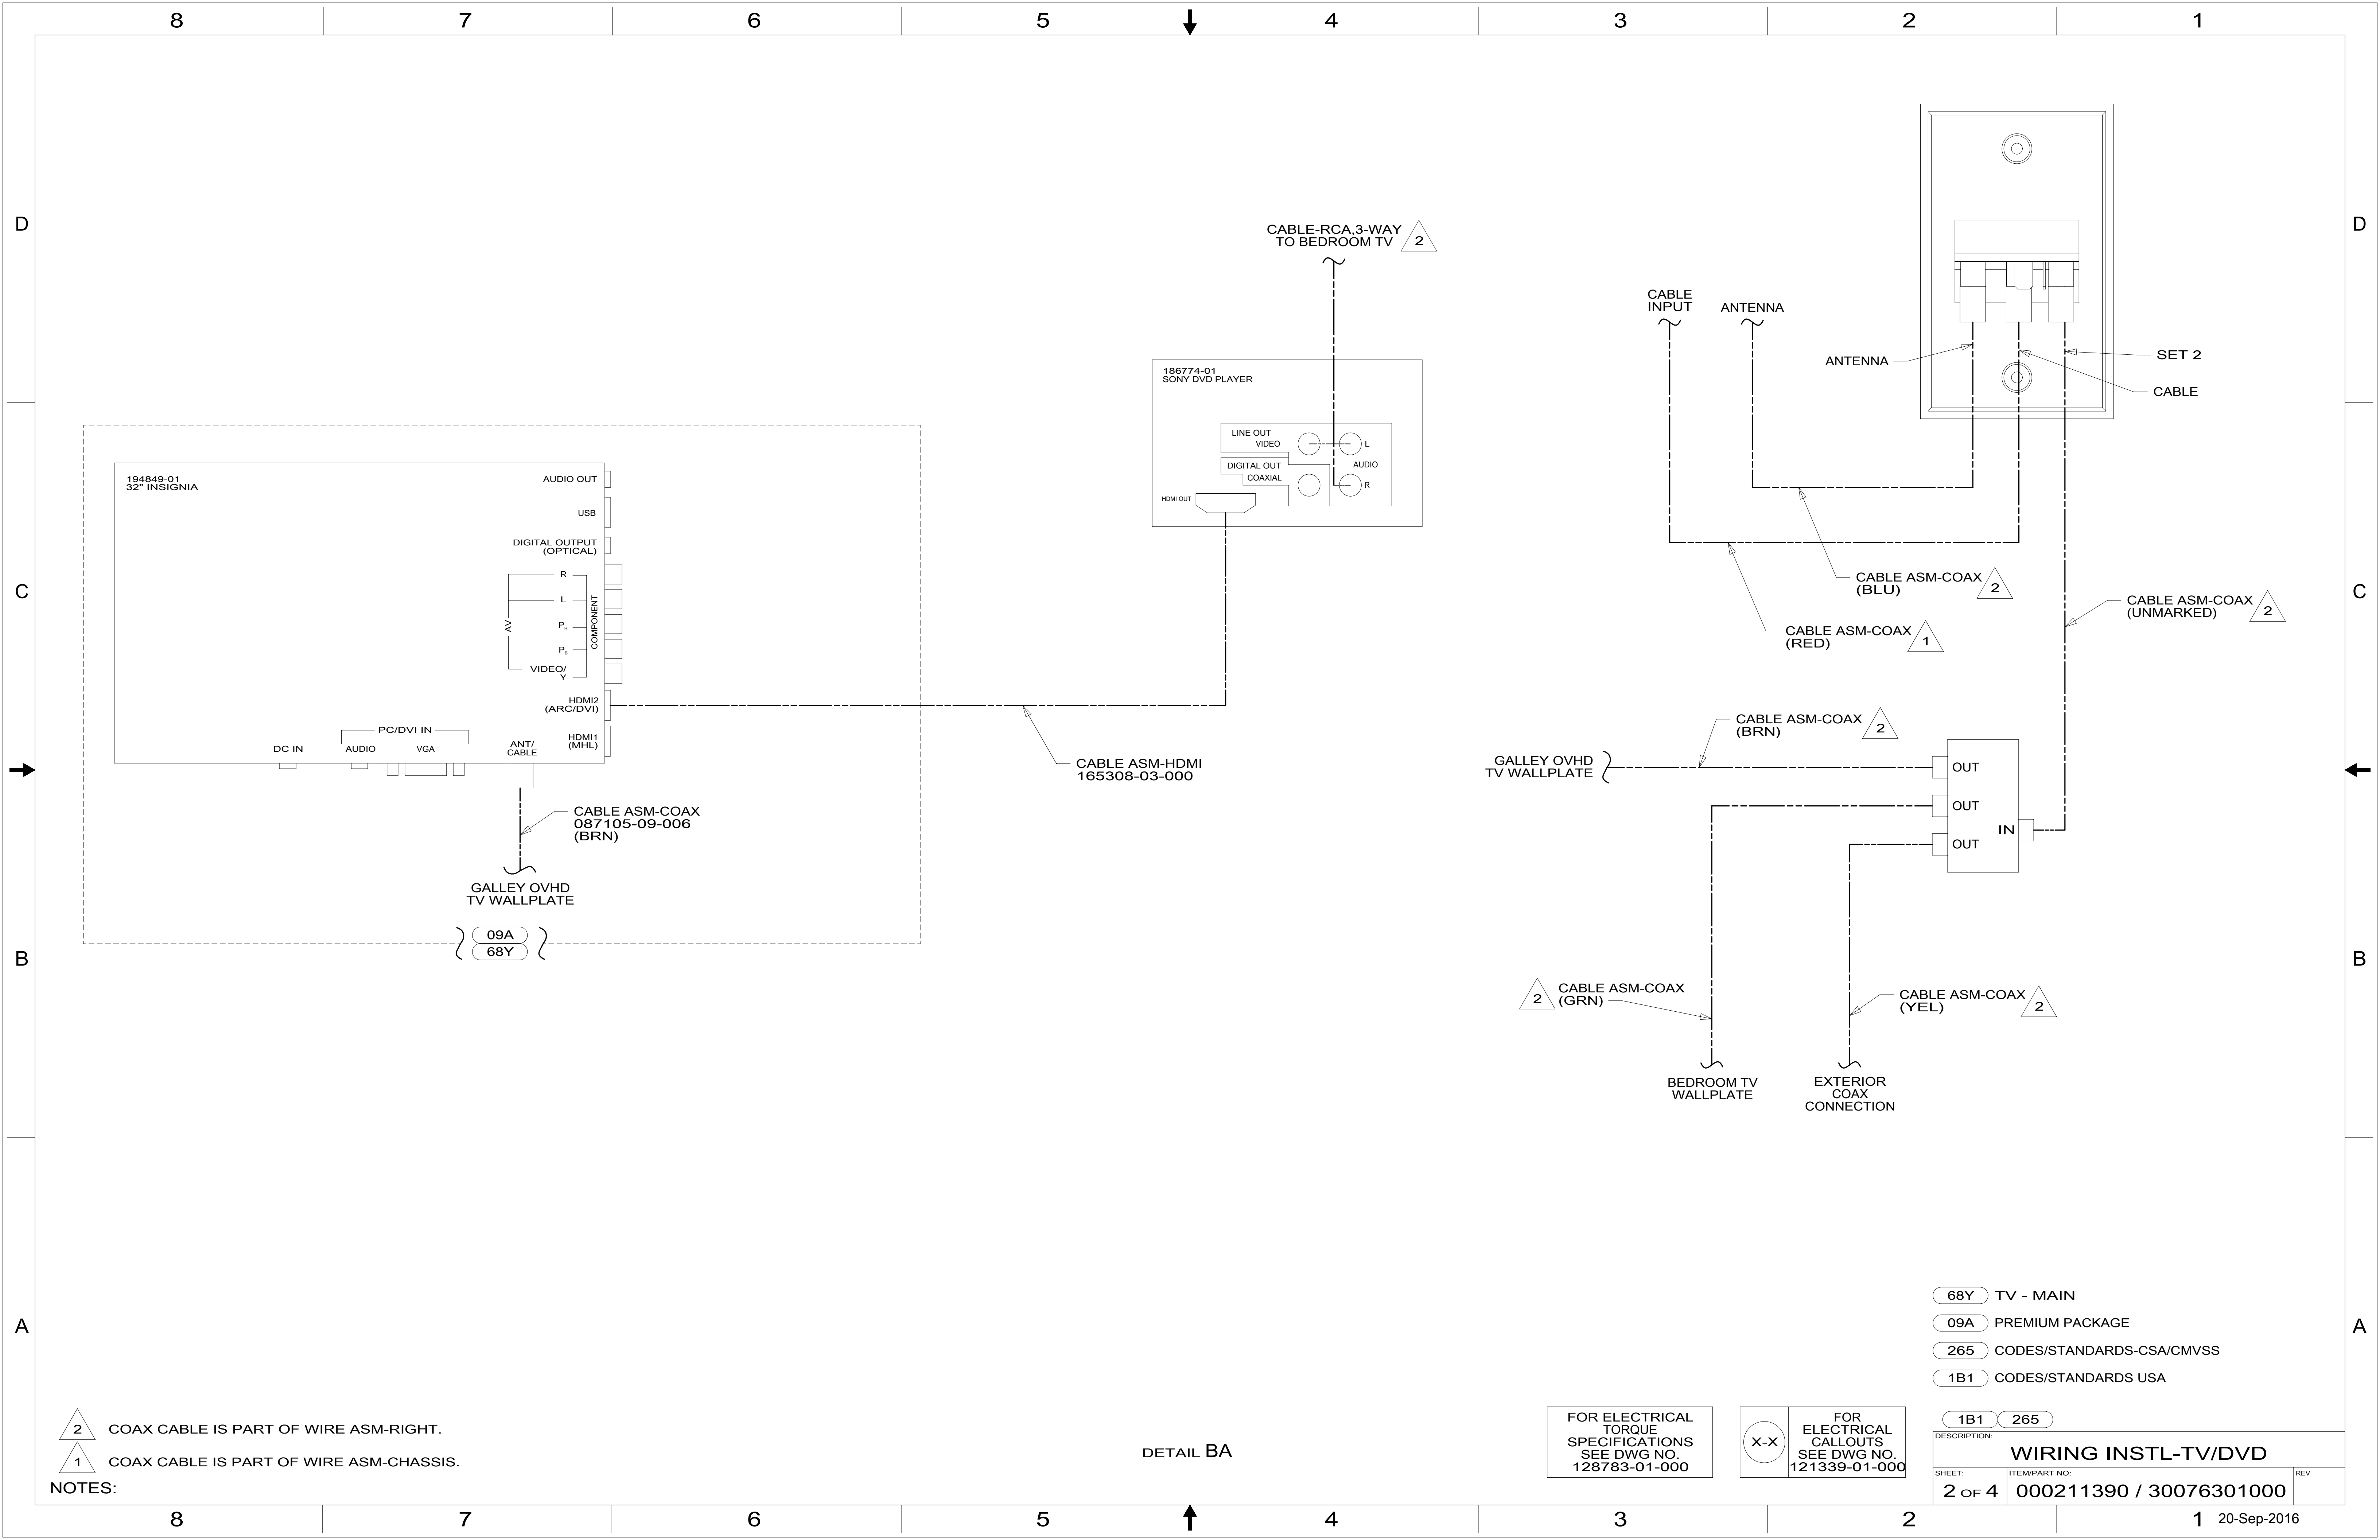 8 7 6 5 4 3 2 1
D D
C C
B B
A A
CABLE-RCA,3-WAY
TO BEDROOM TV 2
186774-01
SONY DVD PLAYER
LINE OUT
VIDEO
L
DIGITAL OUT
COAXIAL
AUDIO
R
HDMI OUT
CABLE
INPUT
ANTENNA
ANTENNA
SET 2
CABLE
CABLE ASM-COAX
(BLU) 2
CABLE ASM-COAX
(RED) 1
CABLE ASM-COAX
(UNMARKED) 2
194849-01
32" INSIGNIA
AUDIO OUT
USB
DIGITAL OUTPUT
(OPTICAL)
R
L
PR
PB
VIDEO/
Y
AV
COMPONENT
HDMI2
(ARC/DVI)
HDMI1
(MHL)
PC/DVI IN
DC IN
AUDIO
VGA
ANT/
CABLE
CABLE ASM-HDMI
165308-03-000
CABLE ASM-COAX
087105-09-006
(BRN)
GALLEY OVHD
TV WALLPLATE
09A
68Y
CABLE ASM-COAX
(BRN) 2
GALLEY OVHD
TV WALLPLATE
OUT
OUT
OUT
IN
2 CABLE ASM-COAX
(GRN)
CABLE ASM-COAX
(YEL) 2
BEDROOM TV
WALLPLATE
EXTERIOR
COAX
CONNECTION
68Y TV - MAIN
09A PREMIUM PACKAGE
265 CODES/STANDARDS-CSA/CMVSS
1B1 CODES/STANDARDS USA
1B1 265
2 COAX CABLE IS PART OF WIRE ASM-RIGHT.
1 COAX CABLE IS PART OF WIRE ASM-CHASSIS.
NOTES:
DETAIL BA
FOR ELECTRICAL
TORQUE
SPECIFICATIONS
SEE DWG NO.
128783-01-000
X-X
FOR
ELECTRICAL
CALLOUTS
SEE DWG NO.
121339-01-000
DESCRIPTION:
WIRING INSTL-TV/DVD
SHEET:
2 OF 4
ITEM/PART NO:
000211390 / 30076301000
REV
8 7 6 5 4 3 2 1
20-Sep-2016